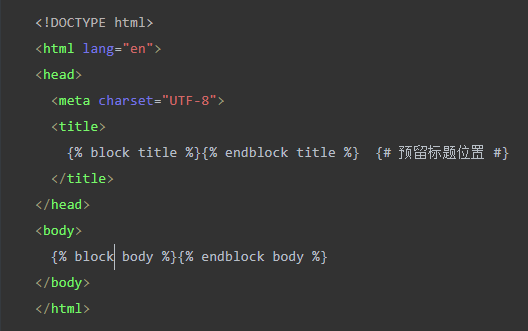 <!DOCTYPE html>
<html lang="en">
<head>
<meta charset="UTF-8">
<title>
{% block title %}{% endblock title %}  {# 预留标题位置 #}
</title>
</head>
<body>
{% block body %}{% endblock body %}
</body>
</html>